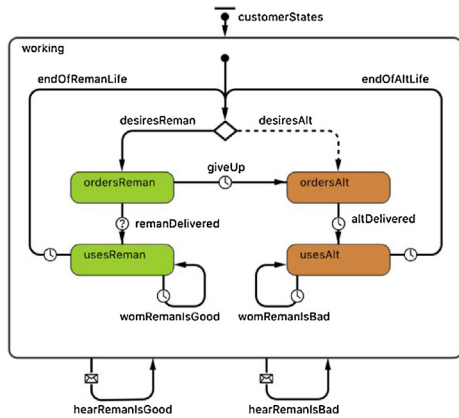 customerStates
working
endOfRemanLife
endOfAltLife
desiresReman
desiresAlt
giveUp
ordersReman
ordersAlt
?
remanDelivered
altDelivered
usesReman
usesAlt
womRemanIsGood
womRemanIsBad
hearRemanIsGood
hearRemanIsBad